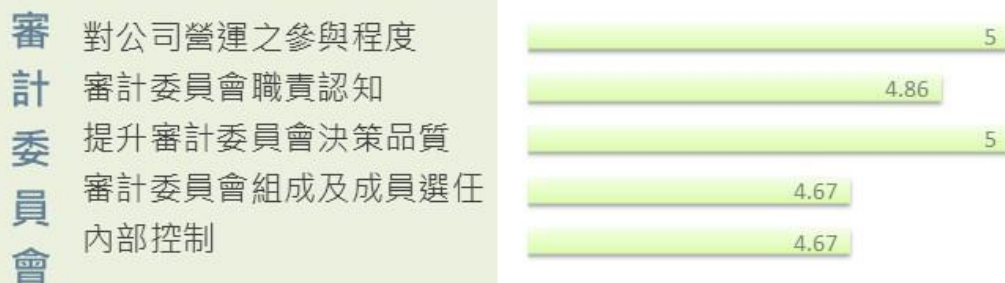 審計委員會
對公司營運之參與程度
5
審計委員會職責認知
4.86
提升審計委員會決策品質
5
審計委員會組成及成員選任
4.67
內部控制
4.67